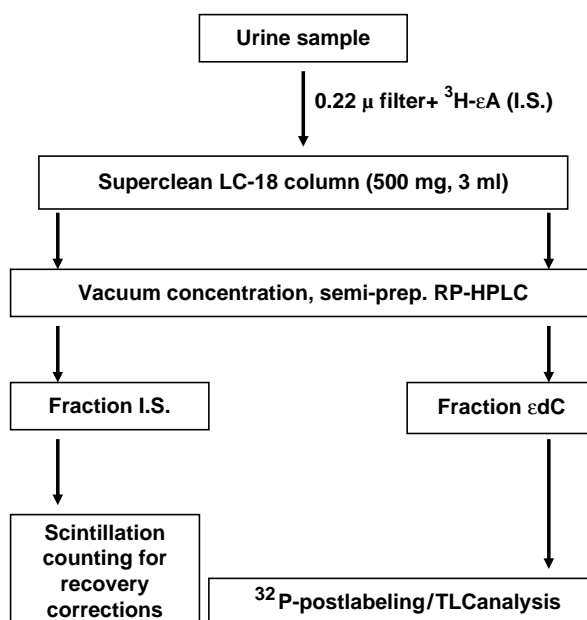 Urine sample
0.22 μ filter+ ³H-εA (I.S.)
Superclean LC-18 column (500 mg, 3 ml)
Vacuum concentration, semi-prep. RP-HPLC
Fraction I.S.
Fraction εdC
Scintillation
counting for
recovery
corrections
³²P-postlabeling/TLCanalysis